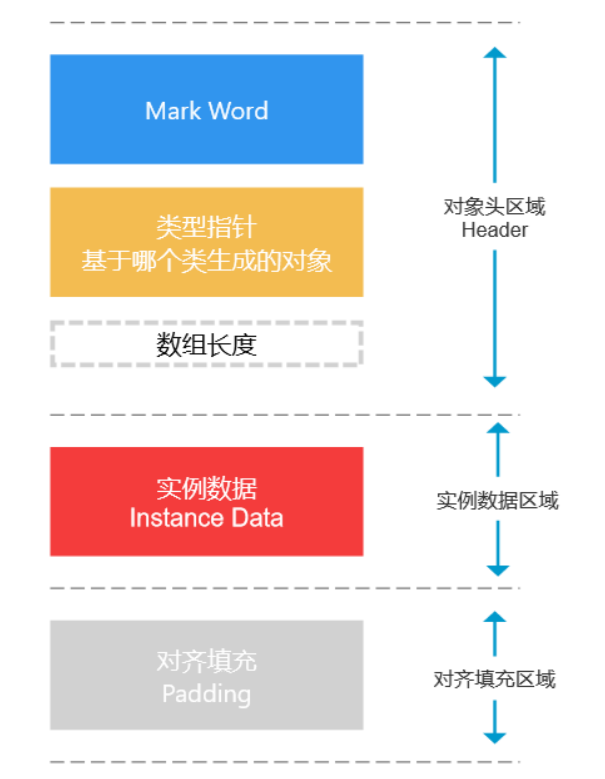 Mark Word
类型指针
基于哪个类生成的对象
数组长度
对象头区域
Header
实例数据
Instance Data
实例数据区域
对齐填充
Padding
对齐填充区域